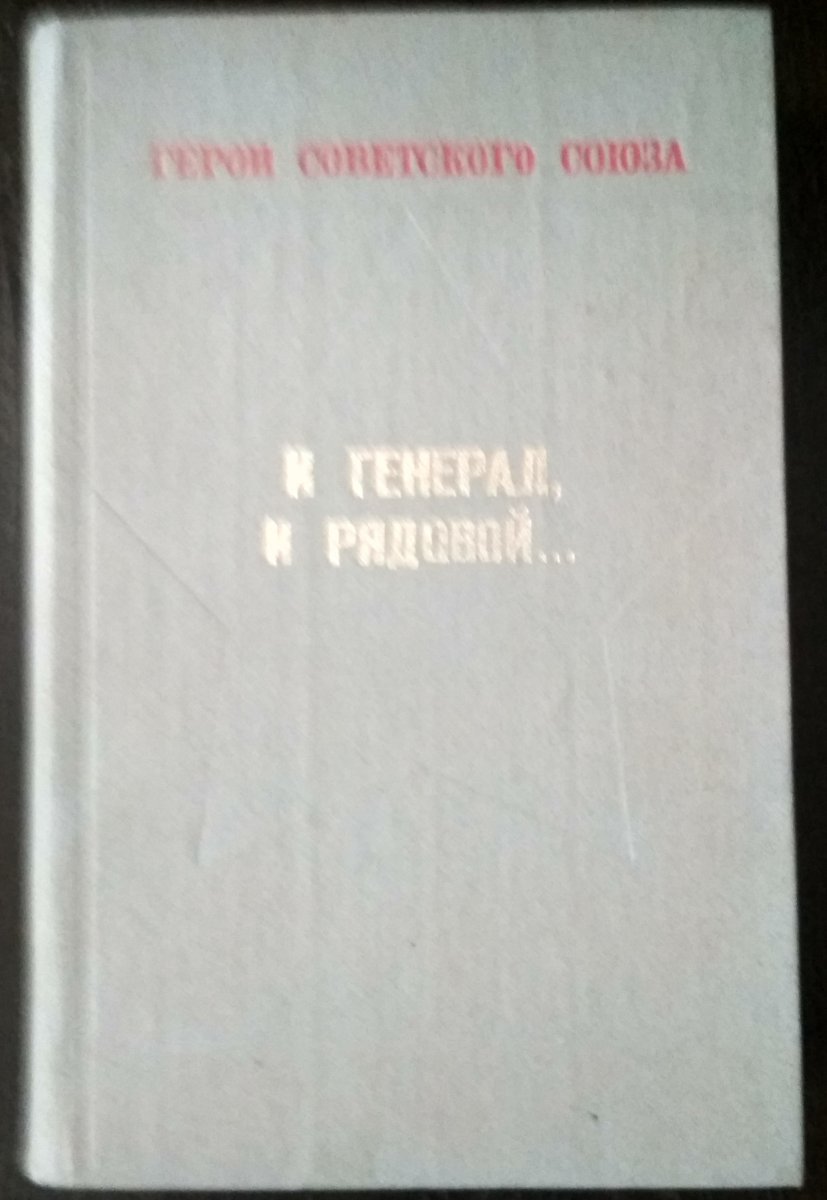 ГЕРОИ СОВЕТСКОГО СОЮЗА
И ГЕНЕРАЛ,
И РЯДОВОЙ...